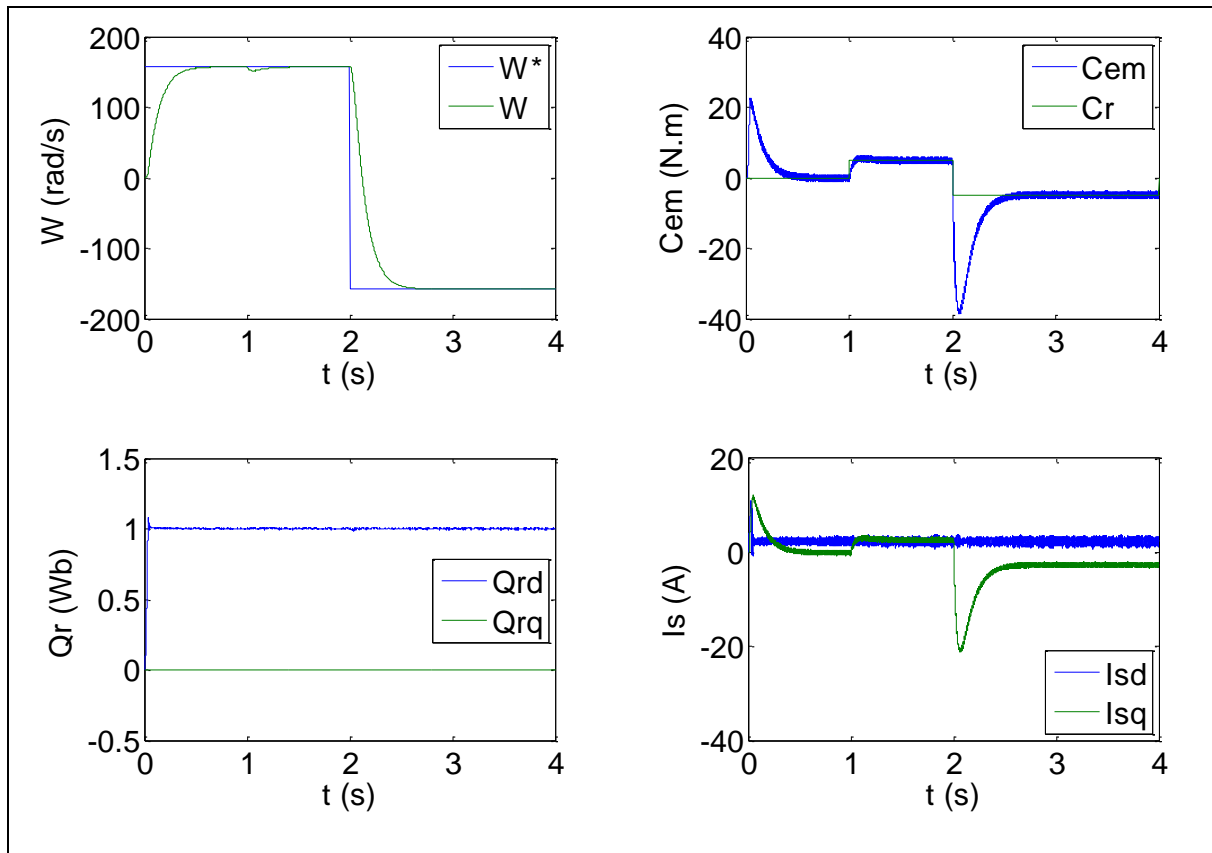 200
100
0
-100
-200
W (rad/s)
0 1 2 3 4
t (s)
W*
W
40
20
0
-20
-40
Cem (N.m)
0 1 2 3 4
t (s)
Cem
Cr
1.5
1
0.5
0
-0.5
Qr (Wb)
0 1 2 3 4
t (s)
Qrd
Qrq
20
0
-20
-40
Is (A)
0 1 2 3 4
t (s)
Isd
Isq